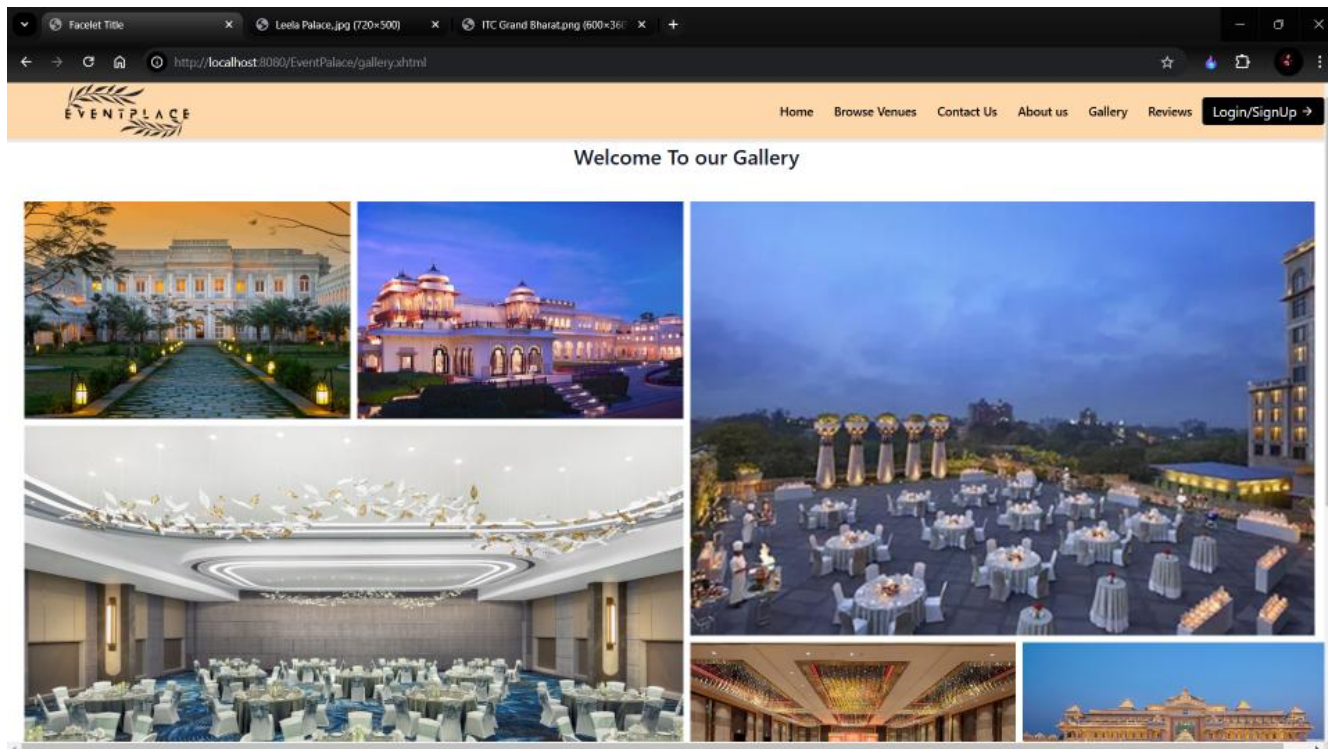 Facelet Title
Leela Palace,.jpg (720×500)
ITC Grand Bharat.png (600×36
http://localhost:8080/EventPalace/gallery.xhtml
EVENTPLACE
Home Browse Venues Contact Us About us Gallery Reviews Login/SignUp →
Welcome To our Gallery